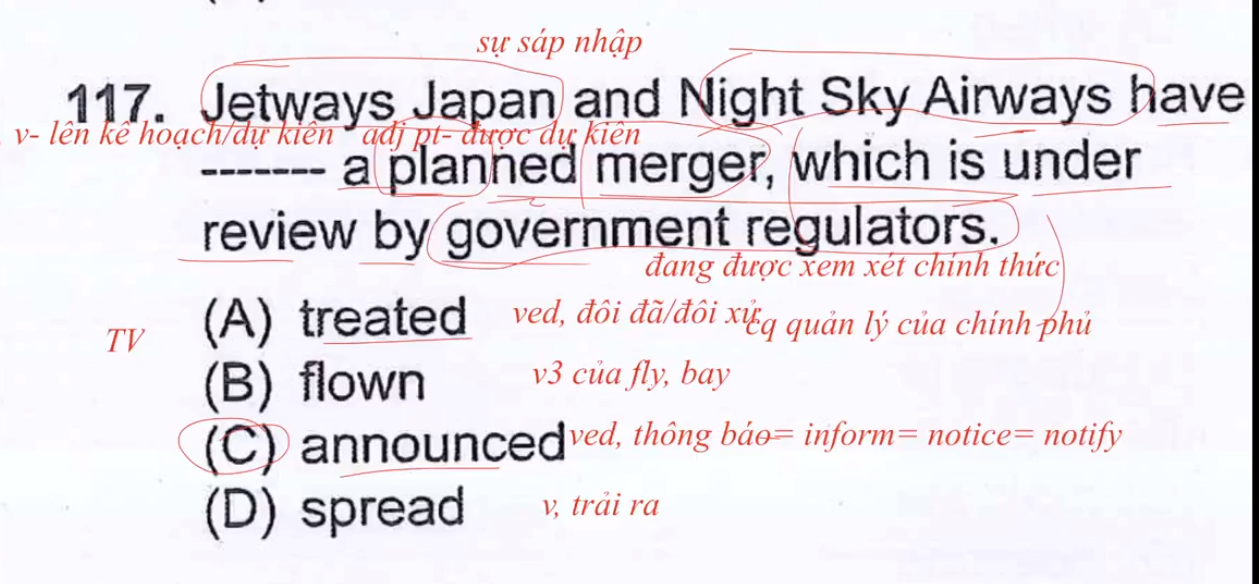 sự sáp nhập
117. Jetways Japan and Night Sky Airways have
v- lên kế hoạch/dự kiến adj pt- được dự kiến
------- a planned merger, which is under
review by government regulators.
đang được xem xét chính thức
(A) treated ved, đối đã/đối xử
cq quản lý của chính phủ
TV
(B) flown v3 của fly, bay
(C) announced ved, thông báo= inform= notice= notify
(D) spread v, trải ra